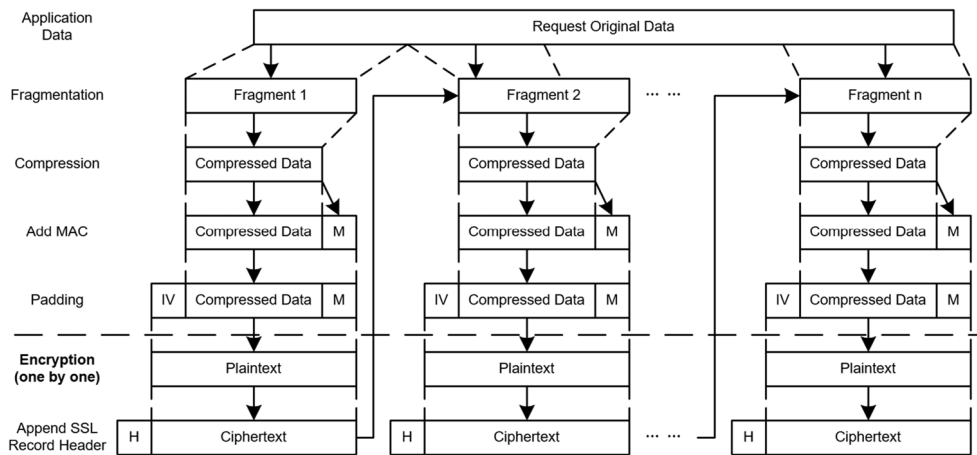 Application
Data
Request Original Data
Fragmentation
Fragment 1
Fragment 2
... ...
Fragment n
Compression
Compressed Data
Compressed Data
Compressed Data
Add MAC
Compressed Data
M
Compressed Data
M
Compressed Data
M
Padding
IV
Compressed Data
M
IV
Compressed Data
M
IV
Compressed Data
M
Encryption
(one by one)
Plaintext
Plaintext
Plaintext
Append SSL
Record Header
H
Ciphertext
H
Ciphertext
... ...
H
Ciphertext